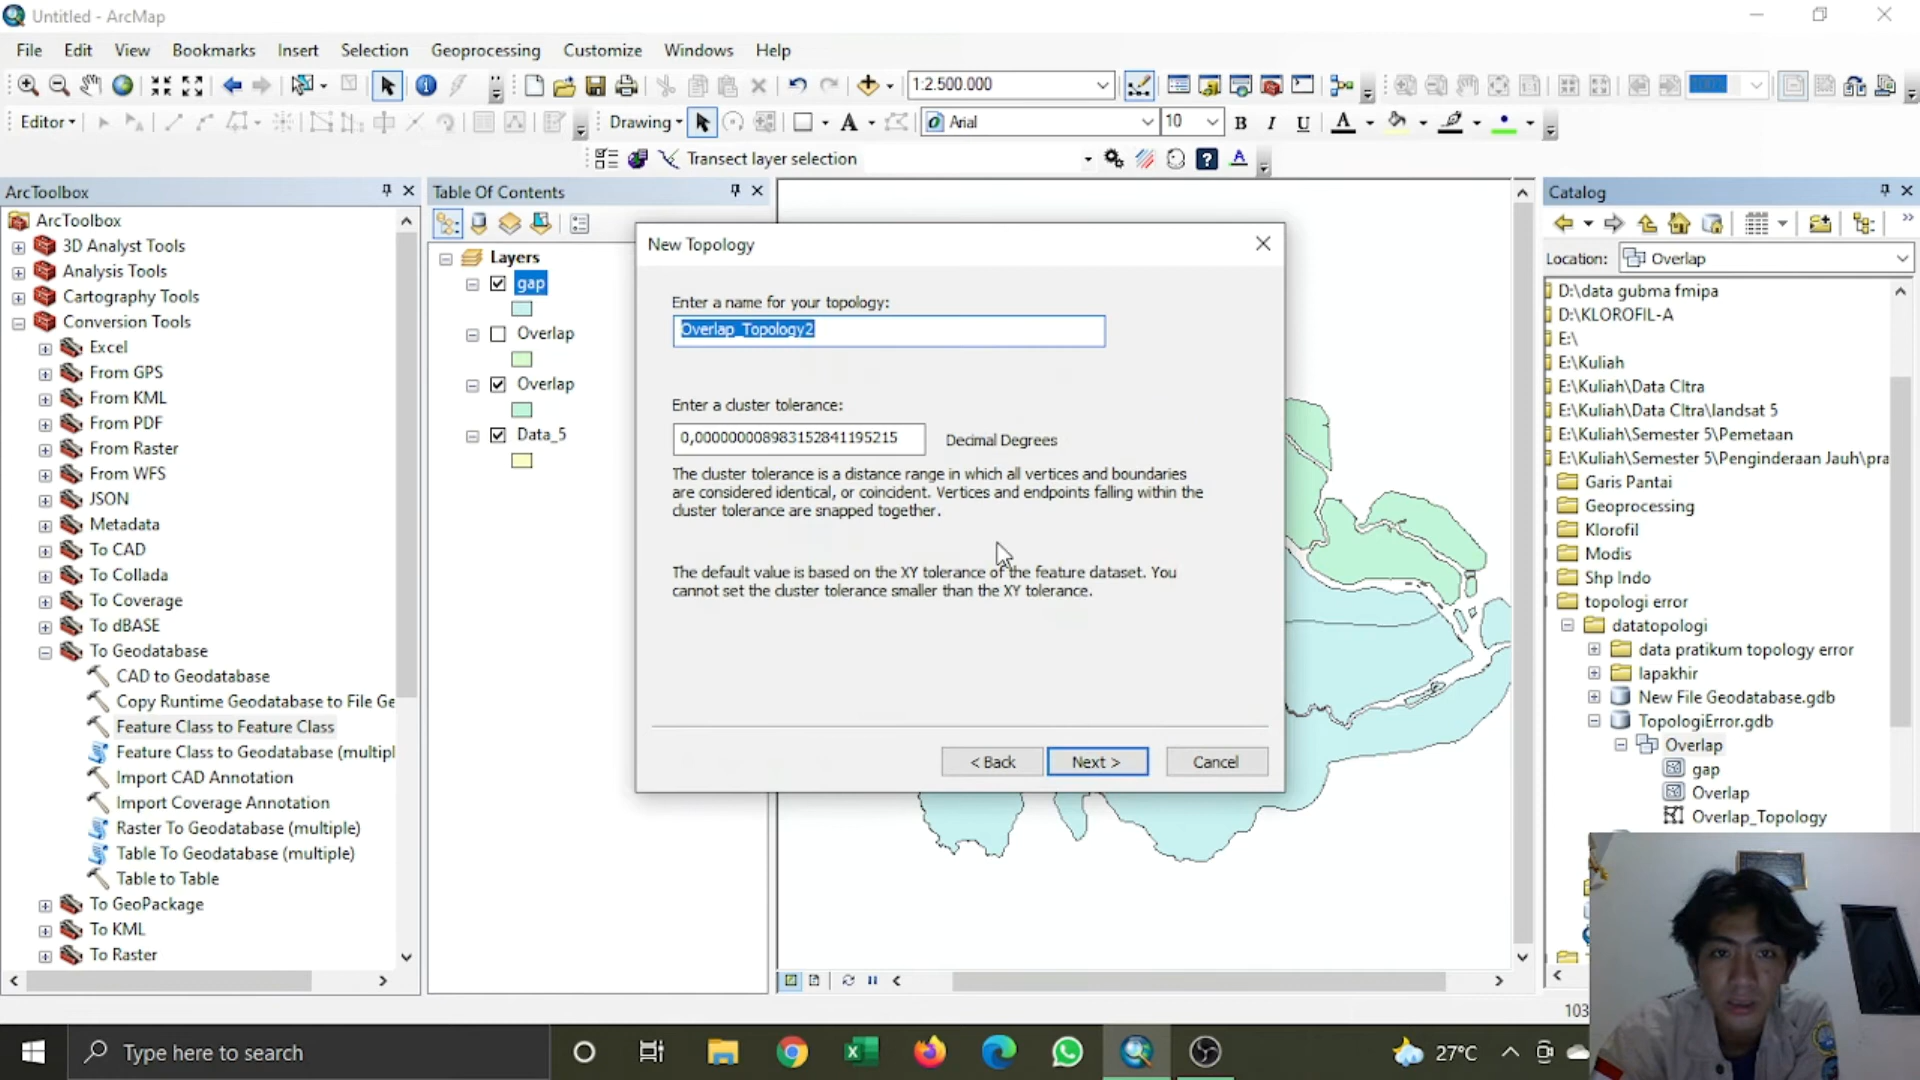 Untitled - ArcMap
File Edit View Bookmarks Insert Selection Geoprocessing Customize Windows Help
1:2.500.000
Editor Drawing Arial 10 B I U A
Transect layer selection
ArcToolbox
ArcToolbox
3D Analyst Tools
Analysis Tools
Cartography Tools
Conversion Tools
Excel
From GPS
From KML
From PDF
From Raster
From WFS
JSON
Metadata
To CAD
To Collada
To Coverage
To dBASE
To Geodatabase
CAD to Geodatabase
Copy Runtime Geodatabase to File Ge
Feature Class to Feature Class
Feature Class to Geodatabase (multipl
Import CAD Annotation
Import Coverage Annotation
Raster To Geodatabase (multiple)
Table To Geodatabase (multiple)
Table to Table
To GeoPackage
To KML
To Raster
Table Of Contents
Layers
gap
Overlap
Overlap
Data_5
New Topology
Enter a name for your topology:
Overlap_Topology2
Enter a cluster tolerance:
0,000000008983152841195215 Decimal Degrees
The cluster tolerance is a distance range in which all vertices and boundaries
are considered identical, or coincident. Vertices and endpoints falling within the
cluster tolerance are snapped together.
The default value is based on the XY tolerance of the feature dataset. You
cannot set the cluster tolerance smaller than the XY tolerance.
< Back Next > Cancel
Catalog
Location: Overlap
D:\data gubma fmipa
D:\KLOROFIL-A
E:\
E:\Kuliah
E:\Kuliah\Data CItra
E:\Kuliah\Data CItra\landsat 5
E:\Kuliah\Semester 5\Pemetaan
E:\Kuliah\Semester 5\Penginderaan Jauh\pra
Garis Pantai
Geoprocessing
Klorofil
Modis
Shp Indo
topologi error
datatopologi
data pratikum topology error
lapakhir
New File Geodatabase.gdb
TopologiError.gdb
Overlap
gap
Overlap
Overlap_Topology
103
Type here to search
27°C